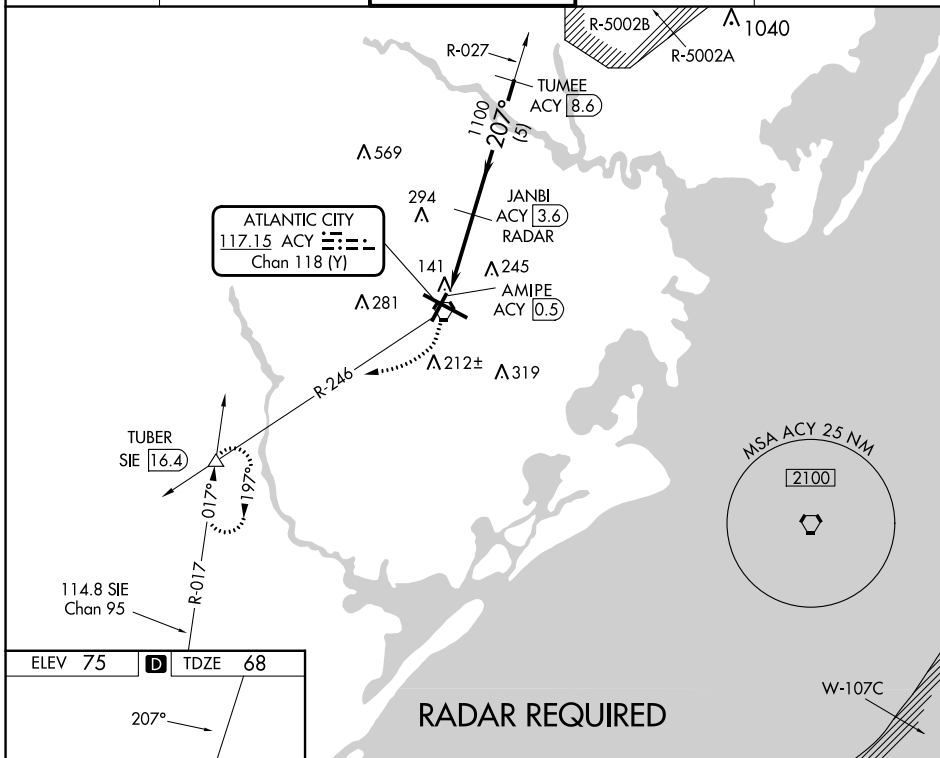 R-5002B
1040
R-5002A
R-027
TUMEE
ACY 8.6
1100
207°
(5)
569
294
JANBI
ACY 3.6
RADAR
ATLANTIC CITY
117.15 ACY
Chan 118 (Y)
141
245
AMIPE
ACY 0.5
281
212±
319
R-246
TUBER
SIE 16.4
017°
197°
R-017
114.8 SIE
Chan 95
MSA ACY 25 NM
2100
W-107C
ELEV 75 D TDZE 68
207°
RADAR REQUIRED